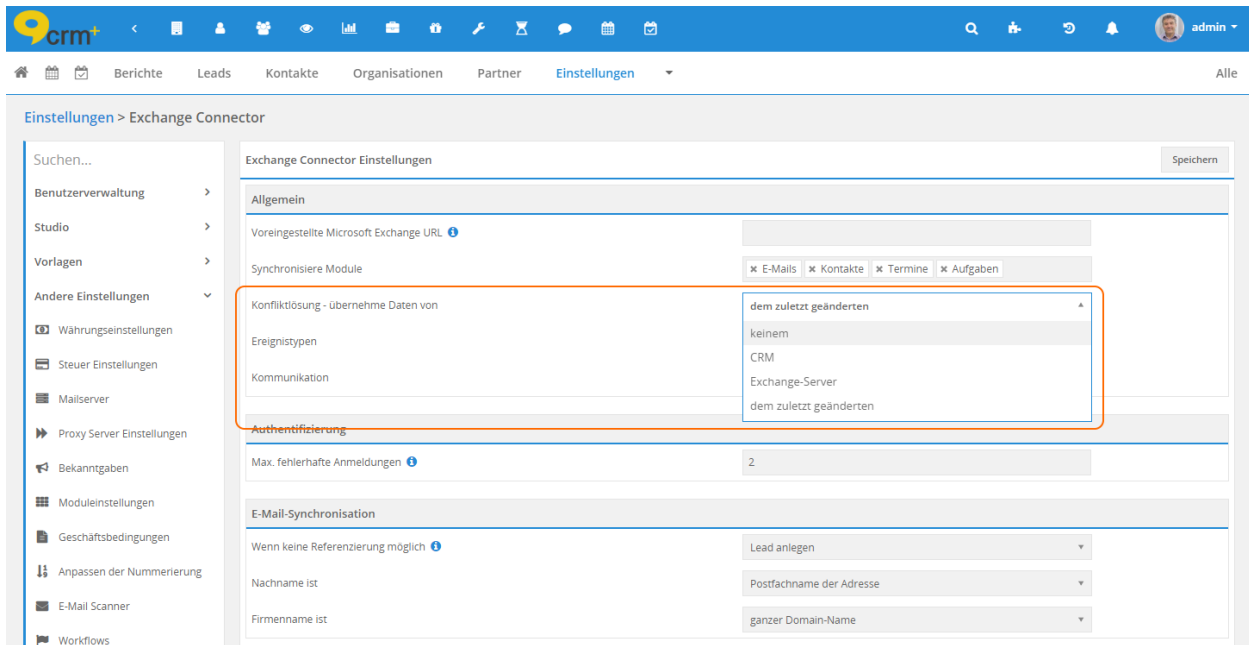 crm+
admin
Berichte Leads Kontakte Organisationen Partner Einstellungen Alle
Einstellungen > Exchange Connector
Suchen...
Benutzerverwaltung
Studio
Vorlagen
Andere Einstellungen
Währungseinstellungen
Steuer Einstellungen
Mailserver
Proxy Server Einstellungen
Bekanntgaben
Moduleinstellungen
Geschäftsbedingungen
Anpassen der Nummerierung
E-Mail Scanner
Workflows
Exchange Connector Einstellungen Speichern
Allgemein
Voreingestellte Microsoft Exchange URL
Synchronisiere Module × E-Mails × Kontakte × Termine × Aufgaben
Konfliktlösung - übernehme Daten von dem zuletzt geänderten
keinem
Ereignistypen
CRM
Kommunikation Exchange-Server
dem zuletzt geänderten
Authentifizierung
Max. fehlerhafte Anmeldungen 2
E-Mail-Synchronisation
Wenn keine Referenzierung möglich Lead anlegen
Nachname ist Postfachname der Adresse
Firmenname ist ganzer Domain-Name